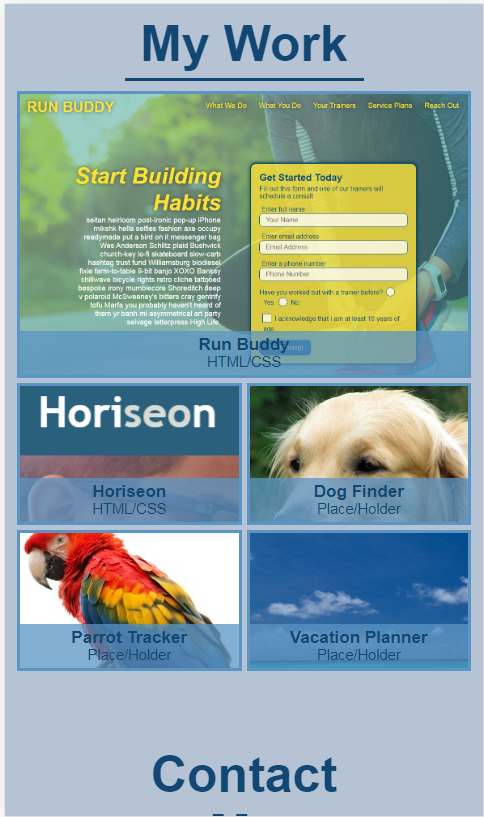 My Work
RUN BUDDY
What We Do What You Do Your Trainers Service Plans Reach Out
Start Building
Habits
seitan heirloom post-ironic pop-up iPhone
mikshk hella selfies fashion axe occupy
readymade put a bird on it messenger bag
Wes Anderson Schlitz plaid Bushwick
church-key lo-fi skateboard slow-carb
hashtag trust fund Williamsburg biodiesel
fixie farm-to-table 8-bit banjo XOXO Banksy
chillwave bicycle rights retro cliche tattooed
bespoke irony mumblecore Shoreditch deep
v polaroid McSweeney's bitters cray gentrify
tofu Marfa you probably haven't heard of
them yr banh mi asymmetrical art party
selvage letterpress High Life.
Get Started Today
Fill out this form and one of our trainers will
schedule a consult
Enter full name
Your Name
Enter email address
Email Address
Enter a phone number
Phone Number
Have you worked out with a trainer before?
Yes No
I acknowledge that I am at least 18 years of
age
Run Buddy
HTML/CSS
Horiseon
Horiseon
HTML/CSS
Dog Finder
Place/Holder
Parrot Tracker
Place/Holder
Vacation Planner
Place/Holder
Contact